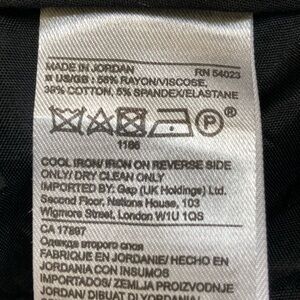 MADE IN JORDAN RN 54023
US/GB : 56% RAYON/VISCOSE,
39% COTTON, 5% SPANDEX/ELASTANE
P®
1186
COOL IRON/ IRON ON REVERSE SIDE
ONLY/ DRY CLEAN ONLY
IMPORTED BY: Gap (UK Holdings) Ltd.
Second Floor, Nations House, 103
Wigmore Street, London W1U 1QS
CA 17897
Одежда второго слоя
FABRIQUE EN JORDANIE/ HECHO EN
JORDANIA CON INSUMOS
IMPORTADOS/ ZEMLJA PROIZVODNJE
JORDAN/ DIBUAT DI YORDANIA/